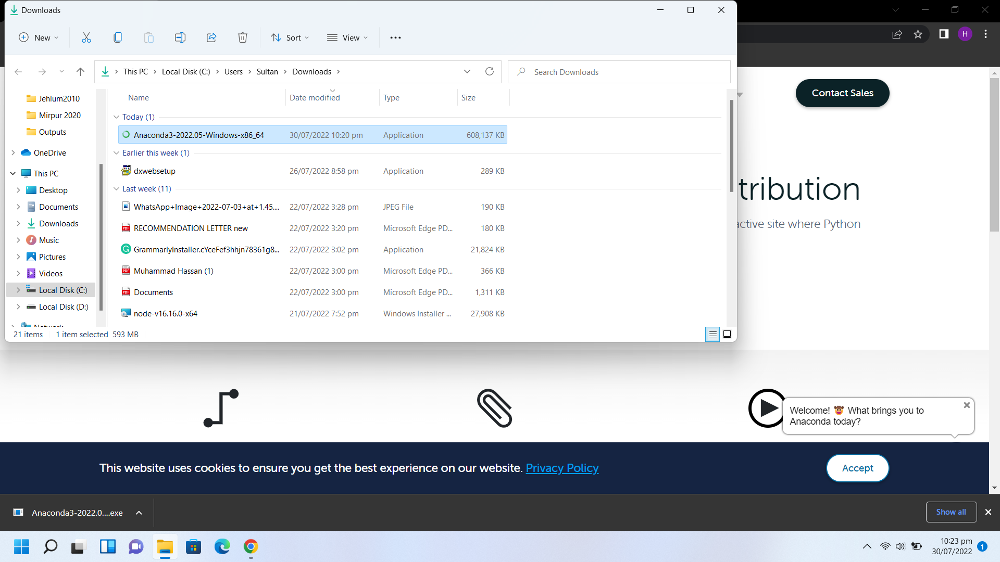 Downloads
New
Sort
View
H
This PC
Local Disk (C:)
Users
Sultan
Downloads
Search Downloads
Contact Sales
Jehlum2010
Mirpur 2020
Outputs
OneDrive
This PC
Desktop
Documents
Downloads
Music
Pictures
Videos
Local Disk (C:)
Local Disk (D:)
Network
Name Date modified Type Size
Today (1)
Anaconda3-2022.05-Windows-x86_64 30/07/2022 10:20 pm Application 608,137 KB
Earlier this week (1)
dxwebsetup 26/07/2022 8:58 pm Application 289 KB
Last week (11)
WhatsApp+Image+2022-07-03+at+1.45.... 22/07/2022 3:28 pm JPEG File 190 KB
RECOMMENDATION LETTER new 22/07/2022 3:20 pm Microsoft Edge PD... 180 KB
GrammarlyInstaller.cYceFef3hhjn78361g8... 22/07/2022 3:02 pm Application 21,824 KB
Muhammad Hassan (1) 22/07/2022 3:00 pm Microsoft Edge PD... 366 KB
Documents 22/07/2022 3:00 pm Microsoft Edge PD... 1,311 KB
node-v16.16.0-x64 21/07/2022 7:52 pm Windows Installer ... 27,908 KB
21 items 1 item selected 593 MB
tribution
active site where Python
Welcome! 🤠 What brings you to
Anaconda today?
This website uses cookies to ensure you get the best experience on our website. Privacy Policy
Accept
Anaconda3-2022.0....exe
Show all
10:23 pm
30/07/2022
1